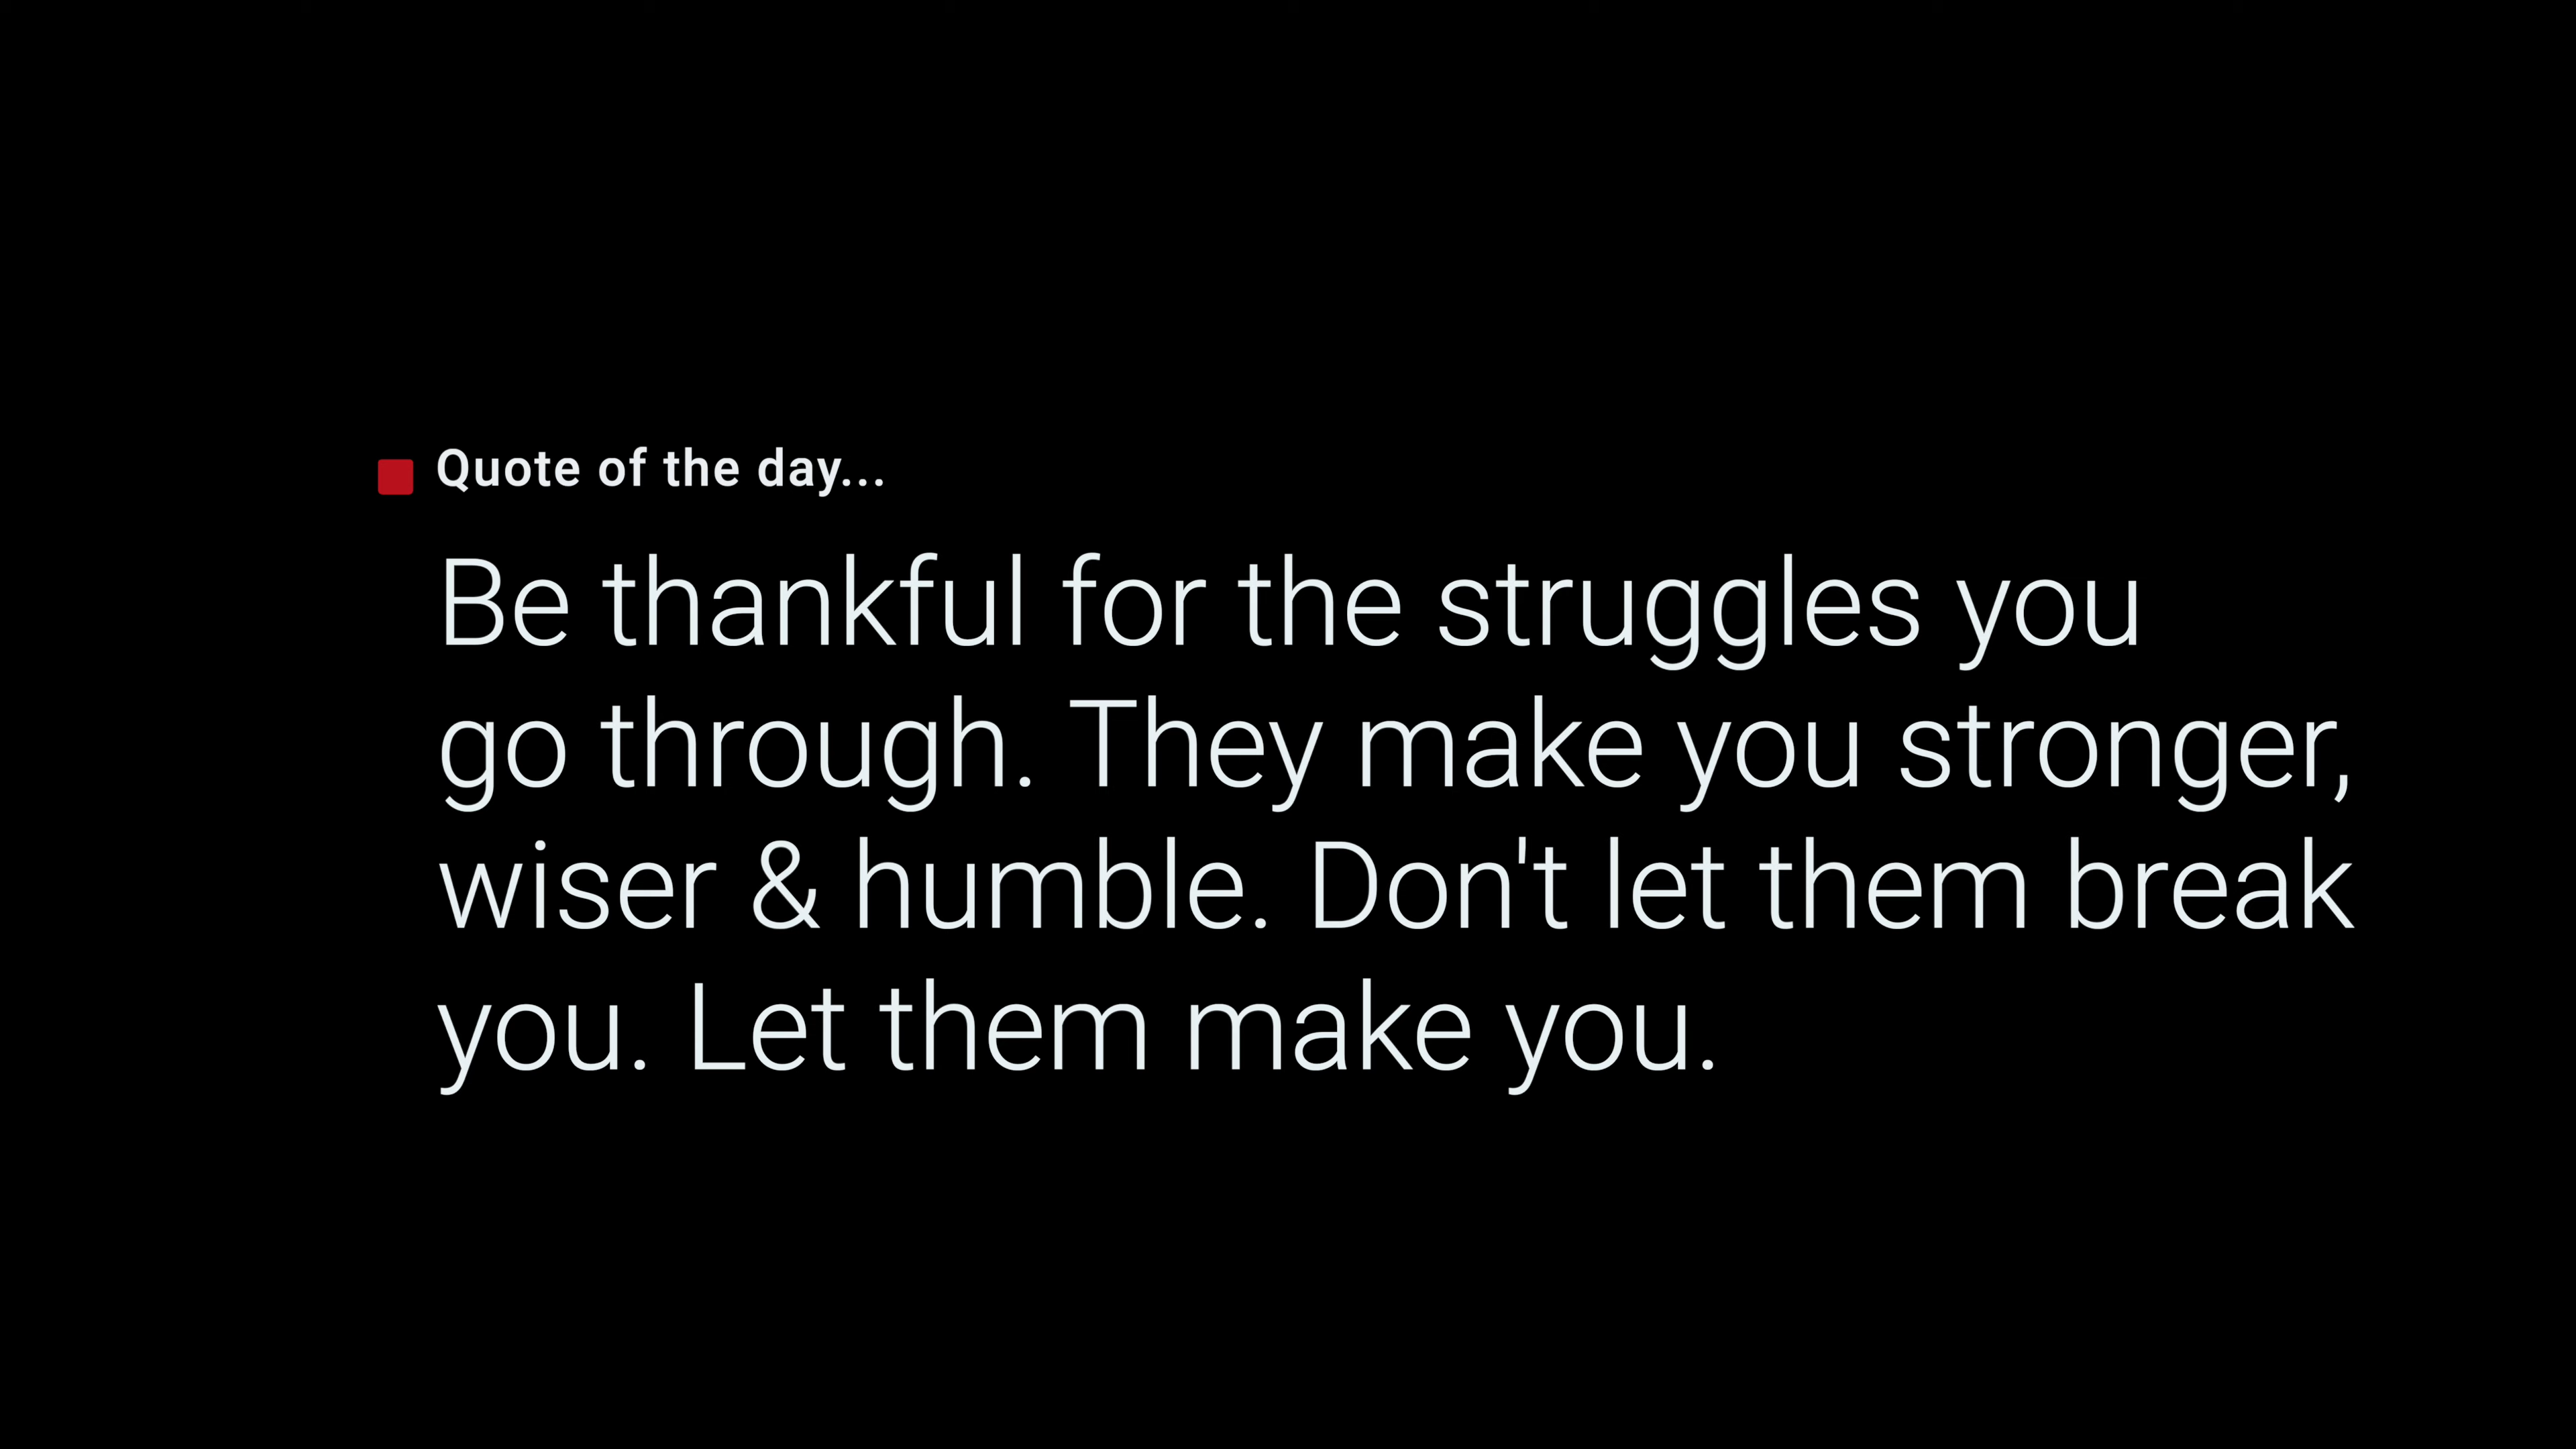 Quote of the day...
Be thankful for the struggles you
go through. They make you stronger,
wiser & humble. Don't let them break
you. Let them make you.